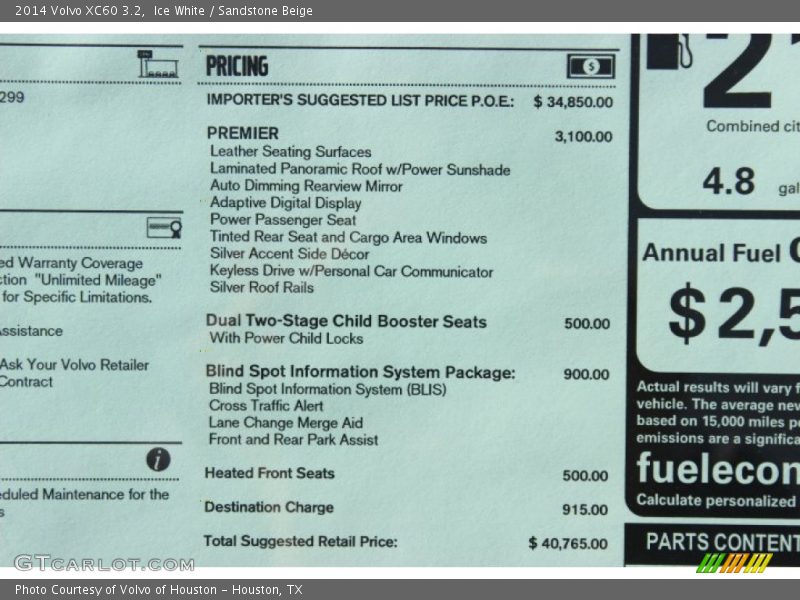 2014 Volvo XC60 3.2, Ice White / Sandstone Beige
299
ed Warranty Coverage
ction "Unlimited Mileage"
for Specific Limitations.
Assistance
Ask Your Volvo Retailer
Contract
i
eduled Maintenance for the
s
PRICING
$
IMPORTER'S SUGGESTED LIST PRICE P.O.E.: $ 34,850.00
PREMIER 3,100.00
Leather Seating Surfaces
Laminated Panoramic Roof w/Power Sunshade
Auto Dimming Rearview Mirror
Adaptive Digital Display
Power Passenger Seat
Tinted Rear Seat and Cargo Area Windows
Silver Accent Side Décor
Keyless Drive w/Personal Car Communicator
Silver Roof Rails
Dual Two-Stage Child Booster Seats 500.00
With Power Child Locks
Blind Spot Information System Package: 900.00
Blind Spot Information System (BLIS)
Cross Traffic Alert
Lane Change Merge Aid
Front and Rear Park Assist
Heated Front Seats 500.00
Destination Charge 915.00
Total Suggested Retail Price: $ 40,765.00
2
Combined cit
4.8 gal
Annual Fuel
$2,5
Actual results will vary f
vehicle. The average new
based on 15,000 miles pe
emissions are a significa
fuelecon
Calculate personalized
PARTS CONTENT
GTCARLOT.COM
Photo Courtesy of Volvo of Houston - Houston, TX